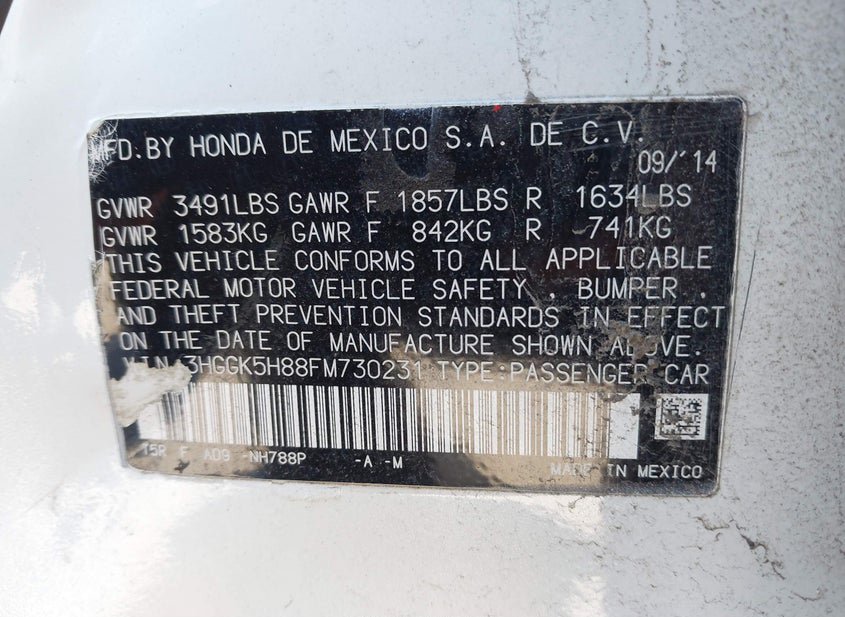 MFD.BY HONDA DE MEXICO S.A. DE C.V.
09/'14
GVWR 3491LBS GAWR F 1857LBS R 1634LBS
GVWR 1583KG GAWR F 842KG R 741KG
THIS VEHICLE CONFORMS TO ALL APPLICABLE
FEDERAL MOTOR VEHICLE SAFETY , BUMPER ,
AND THEFT PREVENTION STANDARDS IN EFFECT
ON THE DATE OF MANUFACTURE SHOWN ABOVE.
3HGGK5H88FM730231 TYPE:PASSENGER CAR
T5R F AD9 -NH788P -A -M MADE IN MEXICO